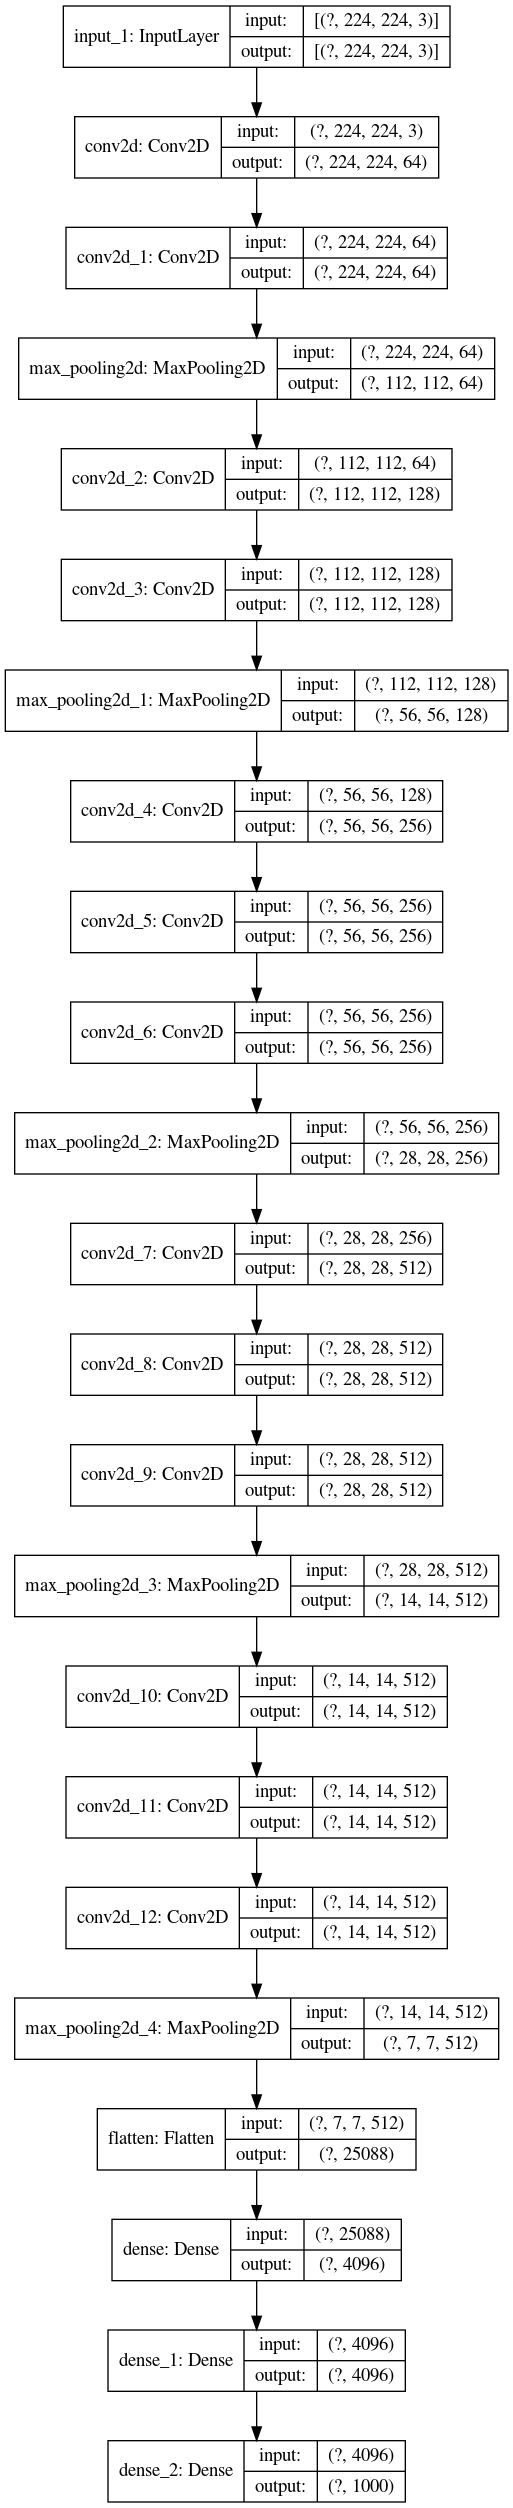 input_1: InputLayer
input: [(?, 224, 224, 3)]
output: [(?, 224, 224, 3)]
conv2d: Conv2D
input: (?, 224, 224, 3)
output: (?, 224, 224, 64)
conv2d_1: Conv2D
input: (?, 224, 224, 64)
output: (?, 224, 224, 64)
max_pooling2d: MaxPooling2D
input: (?, 224, 224, 64)
output: (?, 112, 112, 64)
conv2d_2: Conv2D
input: (?, 112, 112, 64)
output: (?, 112, 112, 128)
conv2d_3: Conv2D
input: (?, 112, 112, 128)
output: (?, 112, 112, 128)
max_pooling2d_1: MaxPooling2D
input: (?, 112, 112, 128)
output: (?, 56, 56, 128)
conv2d_4: Conv2D
input: (?, 56, 56, 128)
output: (?, 56, 56, 256)
conv2d_5: Conv2D
input: (?, 56, 56, 256)
output: (?, 56, 56, 256)
conv2d_6: Conv2D
input: (?, 56, 56, 256)
output: (?, 56, 56, 256)
max_pooling2d_2: MaxPooling2D
input: (?, 56, 56, 256)
output: (?, 28, 28, 256)
conv2d_7: Conv2D
input: (?, 28, 28, 256)
output: (?, 28, 28, 512)
conv2d_8: Conv2D
input: (?, 28, 28, 512)
output: (?, 28, 28, 512)
conv2d_9: Conv2D
input: (?, 28, 28, 512)
output: (?, 28, 28, 512)
max_pooling2d_3: MaxPooling2D
input: (?, 28, 28, 512)
output: (?, 14, 14, 512)
conv2d_10: Conv2D
input: (?, 14, 14, 512)
output: (?, 14, 14, 512)
conv2d_11: Conv2D
input: (?, 14, 14, 512)
output: (?, 14, 14, 512)
conv2d_12: Conv2D
input: (?, 14, 14, 512)
output: (?, 14, 14, 512)
max_pooling2d_4: MaxPooling2D
input: (?, 14, 14, 512)
output: (?, 7, 7, 512)
flatten: Flatten
input: (?, 7, 7, 512)
output: (?, 25088)
dense: Dense
input: (?, 25088)
output: (?, 4096)
dense_1: Dense
input: (?, 4096)
output: (?, 4096)
dense_2: Dense
input: (?, 4096)
output: (?, 1000)